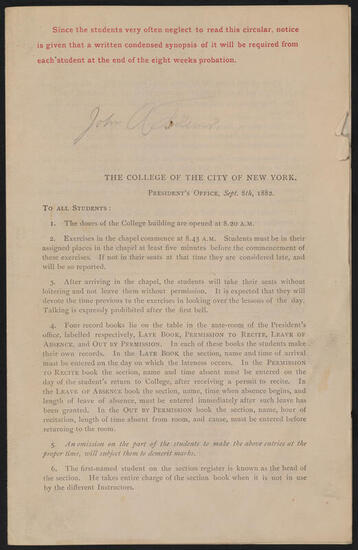 Since the students very often neglect to read this circular, notice
is given that a written condensed synopsis of it will be required from
each student at the end of the eight weeks probation.
John
THE COLLEGE OF THE CITY OF NEW YORK,
PRESIDENT'S OFFICE, Sept. 8th, 1882.
TO ALL STUDENTS:
1. The doors of the College building are opened at 8.20 A.M.
2. Exercises in the chapel commence at 8.45 A.M. Students must be in their
assigned places in the chapel at least five minutes before the commencement of
these exercises. If not in their seats at that time they are considered late, and
will be so reported.
3. After arriving in the chapel, the students will take their seats without
loitering and not leave them without permission. It is expected that they will
devote the time previous to the exercises in looking over the lessons of the day.
Talking is expressly prohibited after the first bell.
4. Four record books lie on the table in the ante-room of the President's
office, labelled respectively, LATE BOOK, PERMISSION TO RECITE, LEAVE OF
ABSENCE, AND OUT BY PERMISSION. In each of these books the students make
their own records. In the LATE BOOK the section, name and time of arrival
must be entered on the day on which the lateness occurs. In the PERMISSION
TO RECITE book the section, name and time absent must be entered on the
day of the student's return to College, after receiving a permit to recite. In
the LEAVE OF ABSENCE book the section, name, time when absence begins, and
length of leave of absence, must be entered immediately after such leave has
been granted. In the OUT BY PERMISSION book the section, name, hour of
recitation, length of time absent from room, and cause, must be entered before
returning to the room.
5. An omission on the part of the students to make the above entries at the
proper time, will subject them to demerit marks.
6. The first-named student on the section register is known as the head of
the section. He takes entire charge of the section book when it is not in use
by the different Instructors.